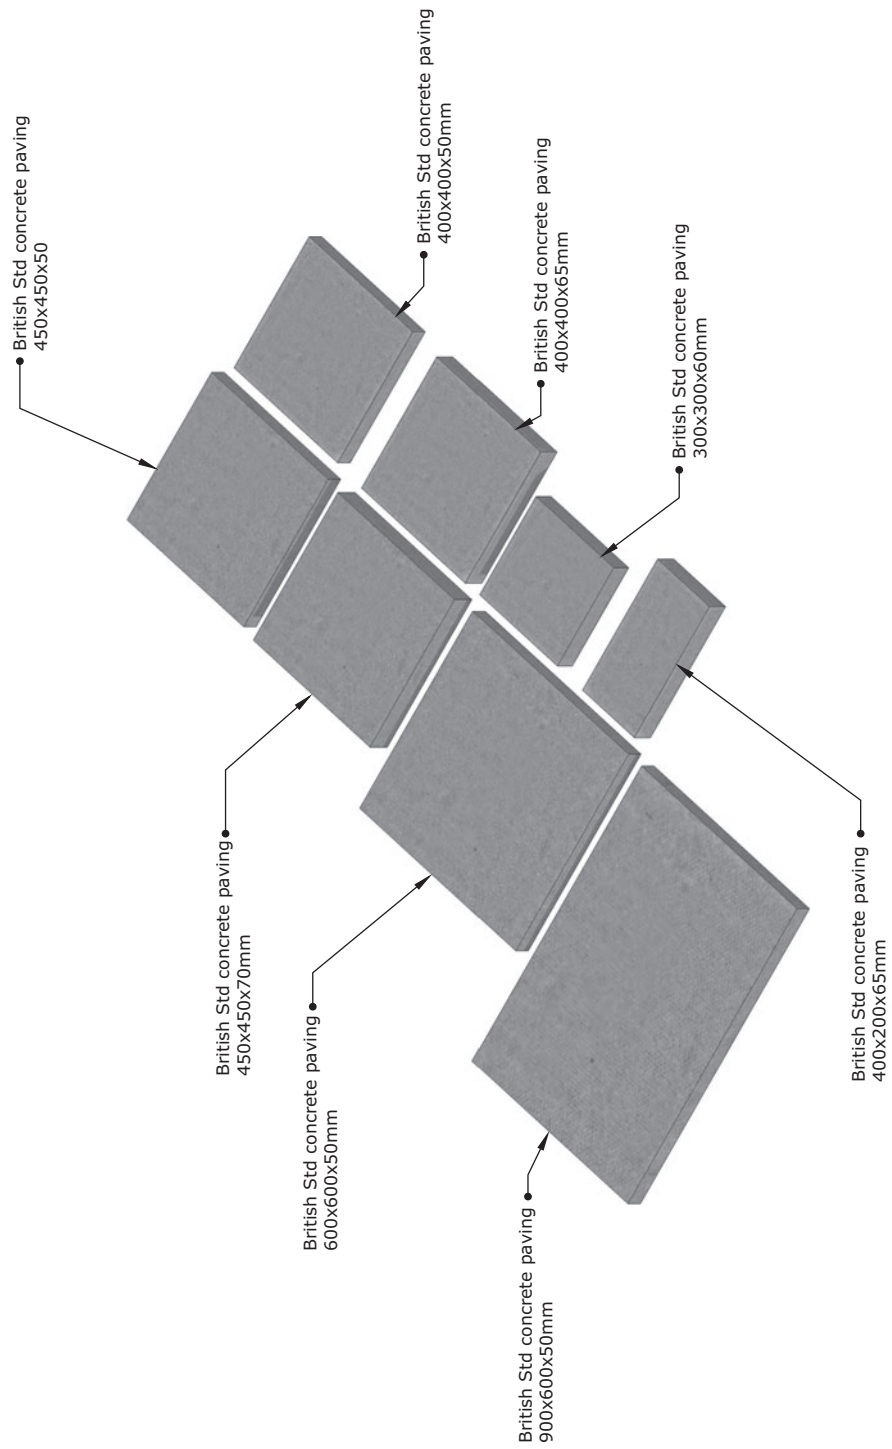 British Std concrete paving
450x450x50
British Std concrete paving
400x400x50mm
British Std concrete paving
400x400x65mm
British Std concrete paving
300x300x60mm
British Std concrete paving
450x450x70mm
British Std concrete paving
600x600x50mm
British Std concrete paving
900x600x50mm
British Std concrete paving
400x200x65mm